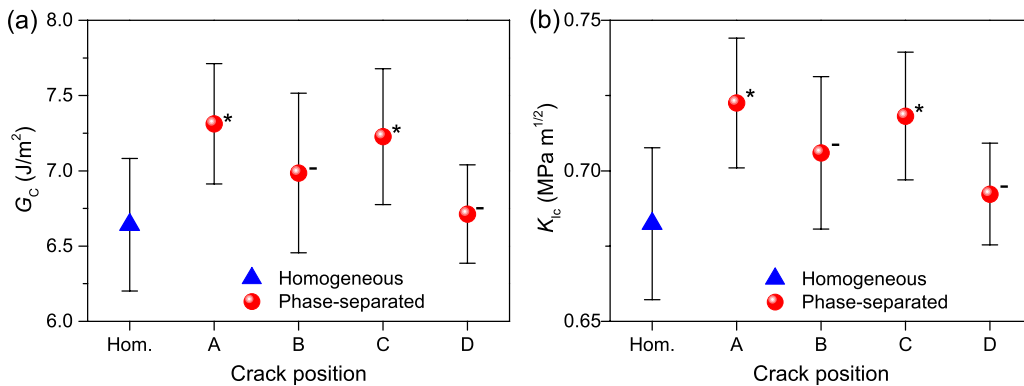 (a)
8.0
7.5
7.0
6.5
6.0
G_C (J/m²)
*
-
*
-
Homogeneous
Phase-separated
Hom. A B C D
Crack position
(b)
0.75
0.70
0.65
K_Ic (MPa m^1/2)
*
-
*
-
Homogeneous
Phase-separated
Hom. A B C D
Crack position